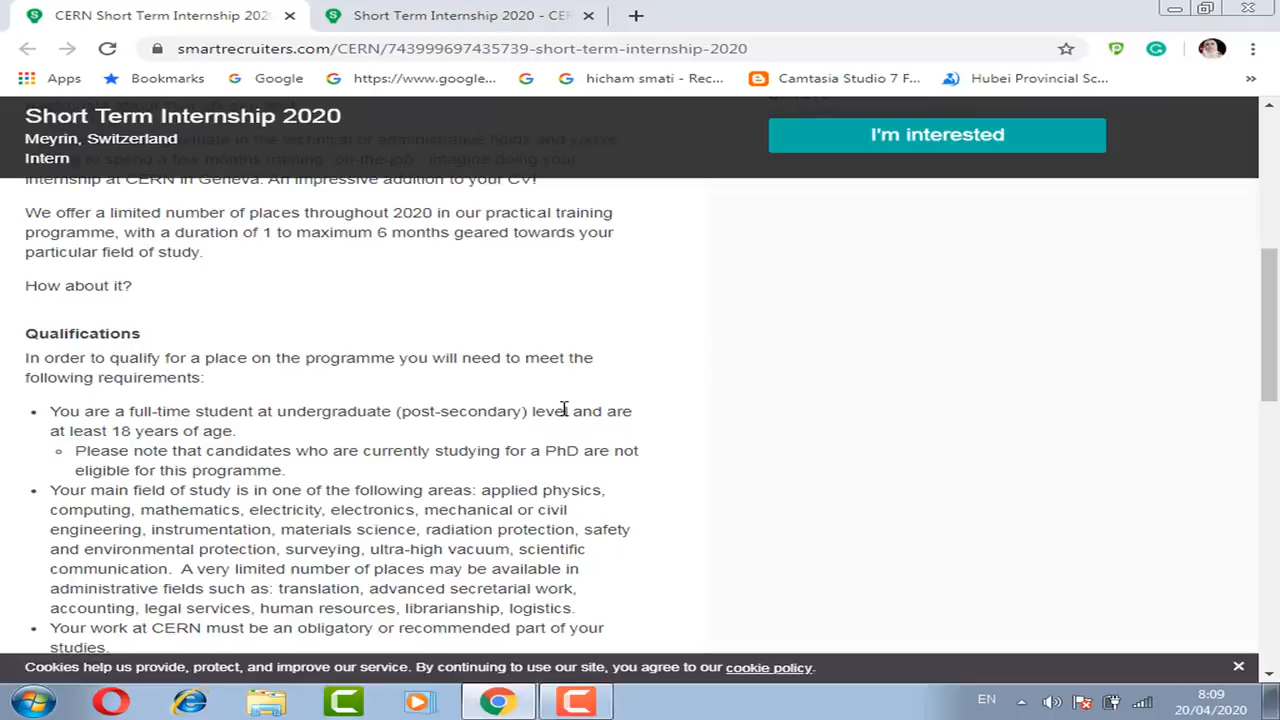 CERN Short Term Internship 202
Short Term Internship 2020 - CE
smartrecruiters.com/CERN/743999697435739-short-term-internship-2020
Apps
Bookmarks
Google
https://www.google...
hicham smati - Rec...
Camtasia Studio 7 F...
Hubei Provincial Sc...
»
Short Term Internship 2020
Meyrin, Switzerland
Intern
I'm interested
internship at CERN in Geneva. An impressive addition to your CV!
We offer a limited number of places throughout 2020 in our practical training
programme, with a duration of 1 to maximum 6 months geared towards your
particular field of study.
How about it?
Qualifications
In order to qualify for a place on the programme you will need to meet the
following requirements:
• You are a full-time student at undergraduate (post-secondary) level and are
at least 18 years of age.
◦ Please note that candidates who are currently studying for a PhD are not
eligible for this programme.
• Your main field of study is in one of the following areas: applied physics,
computing, mathematics, electricity, electronics, mechanical or civil
engineering, instrumentation, materials science, radiation protection, safety
and environmental protection, surveying, ultra-high vacuum, scientific
communication. A very limited number of places may be available in
administrative fields such as: translation, advanced secretarial work,
accounting, legal services, human resources, librarianship, logistics.
• Your work at CERN must be an obligatory or recommended part of your
studies.
Cookies help us provide, protect, and improve our service. By continuing to use our site, you agree to our cookie policy.
EN
8:09
20/04/2020